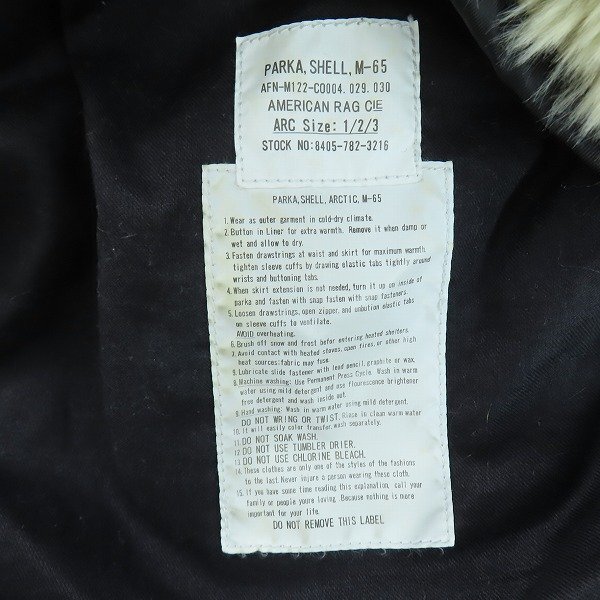 PARKA, SHELL, M-65
AFN-M122-CO004.029.030
AMERICAN RAG CIE
ARC Size: 1/2/3
STOCK NO:8405-782-3216
PARKA, SHELL, ARCTIC, M-65
1. Wear as outer garment in cold-dry climate.
2. Button in Liner for extra warmth. Remove it when damp or
wet and allow to dry.
3. Fasten drawstrings at waist and skirt for maximum warmth,
tighten sleeve cuffs by drawing elastic tabs tightly around
wrists and buttoning tabs.
4. When skirt extension is not needed, turn it up on inside of
parka and fasten with snap fasten with snap fasteners.
5. Loosen drawstrings, open zipper, and unbution elastic tabs
on sleeve cuffs to ventilate.
AVOID overheating.
6. Brush off snow and frost befor entering heated shelters.
7. Avoid contact with heated stoves, open fires, or other high
heat sources:fabric may fuse.
9. Lubricate slide fastener with lead pencil, graphite or wax.
8. Machine washing: Use Permanent Press Cycle. Wash in warm
water using mild detergent and use fluorescence brightener
free detergent and wash inside out.
9. Hand washing: Wash in warm water using mild detergent.
DO NOT WRING or TWIST. Rinse in clean warm water
10. It will easily color transfer, wash separately.
11. DO NOT SOAK WASH.
12. DO NOT USE TUMBLER DRIER.
13. DO NOT USE CHLORINE BLEACH.
14. These clothes are only one of the styles of the fashions
to the last. Never injure a person wearing these cloth.
15. If you have some time reading this explanation, call your
family or people youre loving. Because nothing is more
important for your life.
DO NOT REMOVE THIS LABEL